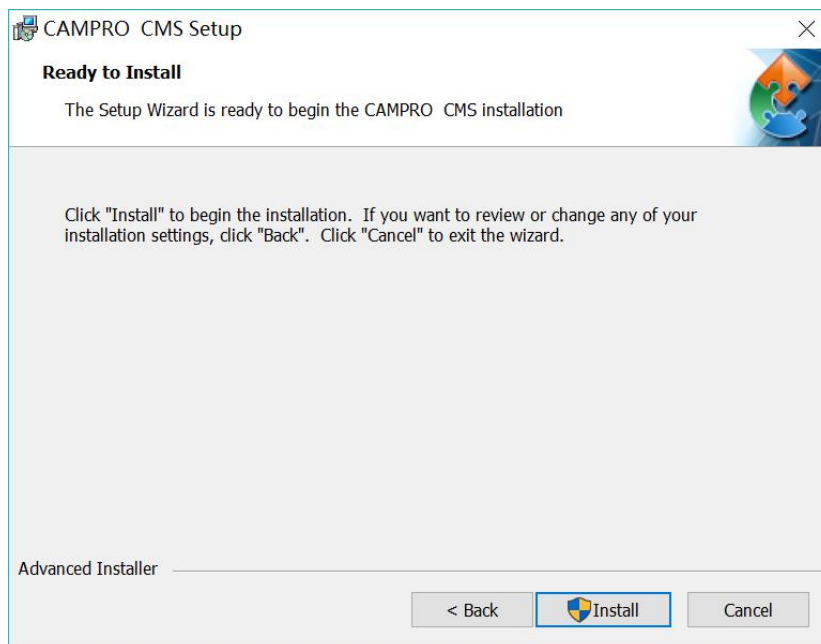 CAMPRO  CMS Setup
Ready to Install
The Setup Wizard is ready to begin the CAMPRO  CMS installation
Click "Install" to begin the installation.  If you want to review or change any of your
installation settings, click "Back".  Click "Cancel" to exit the wizard.
Advanced Installer
< Back
Install
Cancel